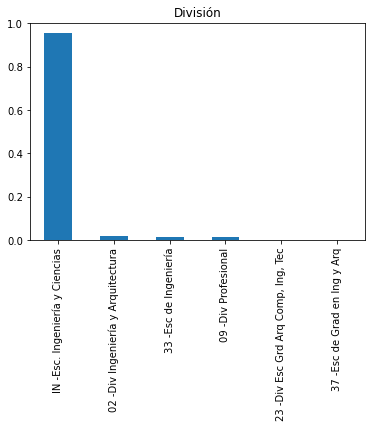 División
1.0
0.8
0.6
0.4
0.2
0.0
IN -Esc. Ingeniería y Ciencias
02 -Div Ingeniería y Arquitectura
33 -Esc de Ingeniería
09 -Div Profesional
23 -Div Esc Grd Arq Comp, Ing, Tec
37 -Esc de Grad en Ing y Arq